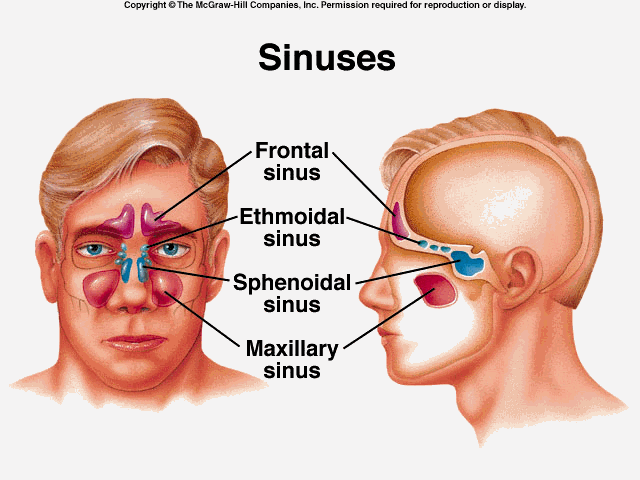 Copyright © The McGraw-Hill Companies, Inc. Permission required for reproduction or display.
Sinuses
Frontal
sinus
Ethmoidal
sinus
Sphenoidal
sinus
Maxillary
sinus